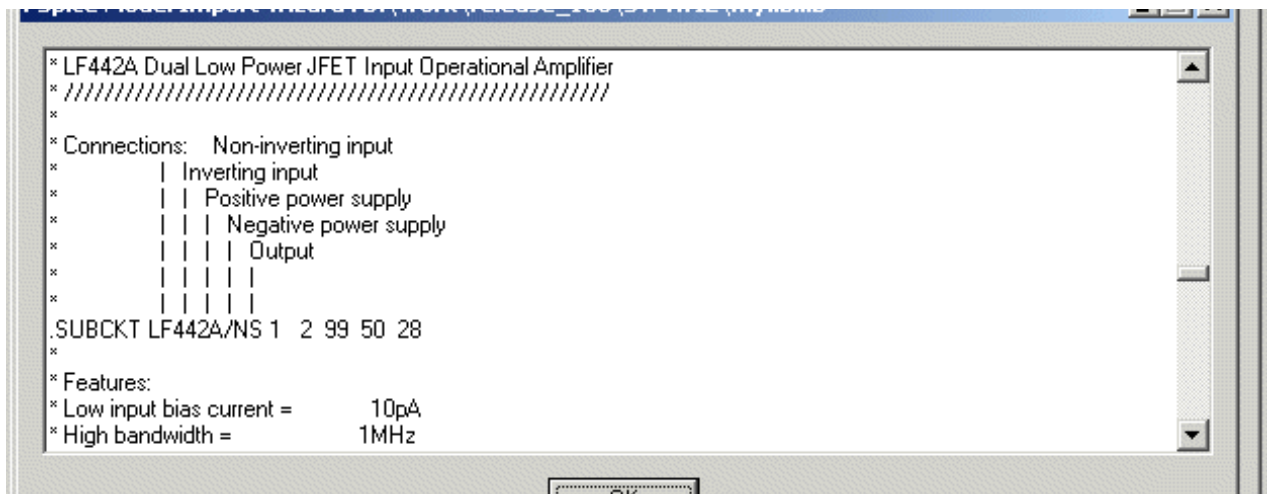 * LF442A Dual Low Power JFET Input Operational Amplifier
* //////////////////////////////////////////////////////
*
* Connections:    Non-inverting input
*               |  Inverting input
*               |  |  Positive power supply
*               |  |  |  Negative power supply
*               |  |  |  |  Output
*               |  |  |  |  |
*               |  |  |  |  |
.SUBCKT LF442A/NS 1   2  99  50  28
*
* Features:
* Low input bias current =             10pA
* High bandwidth =                     1MHz
OK